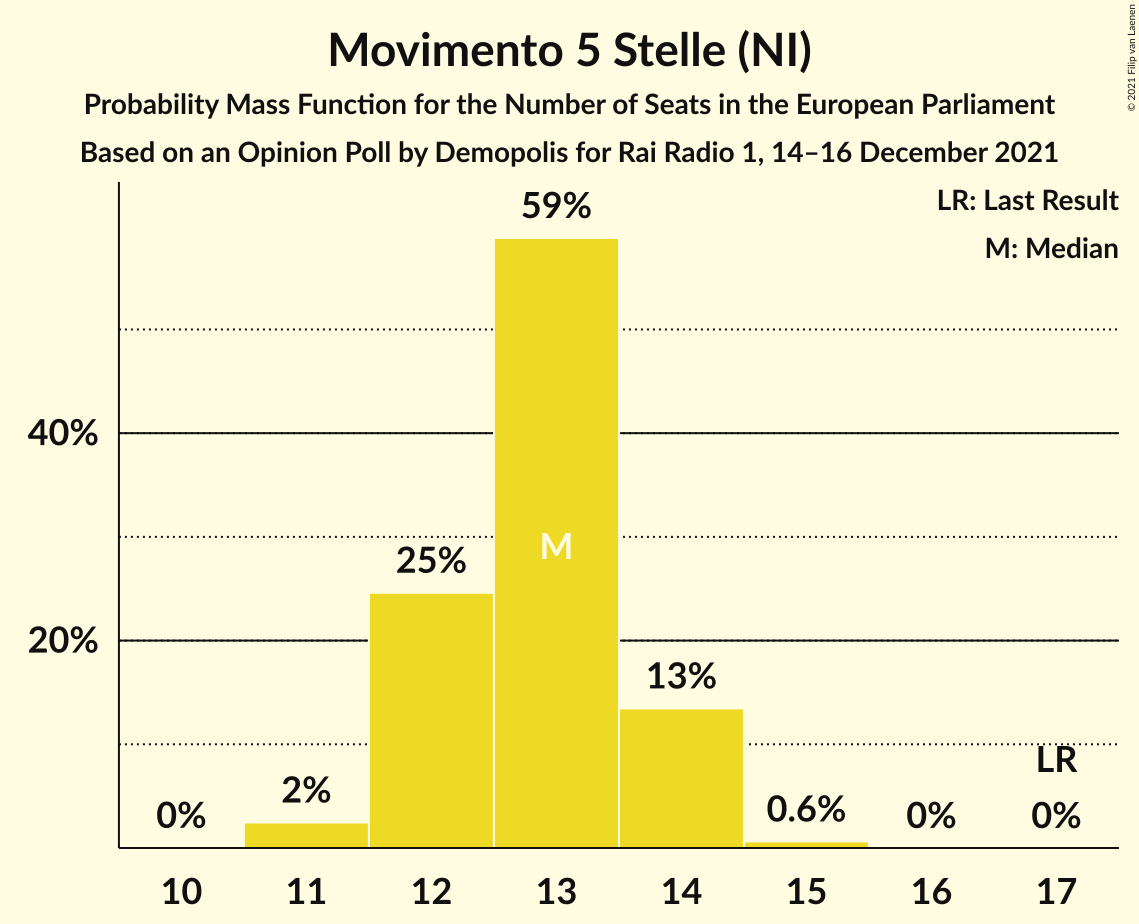 Movimento 5 Stelle (NI)
Probability Mass Function for the Number of Seats in the European Parliament
Based on an Opinion Poll by Demopolis for Rai Radio 1, 14–16 December 2021
© 2021 Filip van Laenen
LR: Last Result
M: Median
59%
40%
M
25%
20%
13%
LR
2%
0.6%
0%
0%
0%
10 11 12 13 14 15 16 17